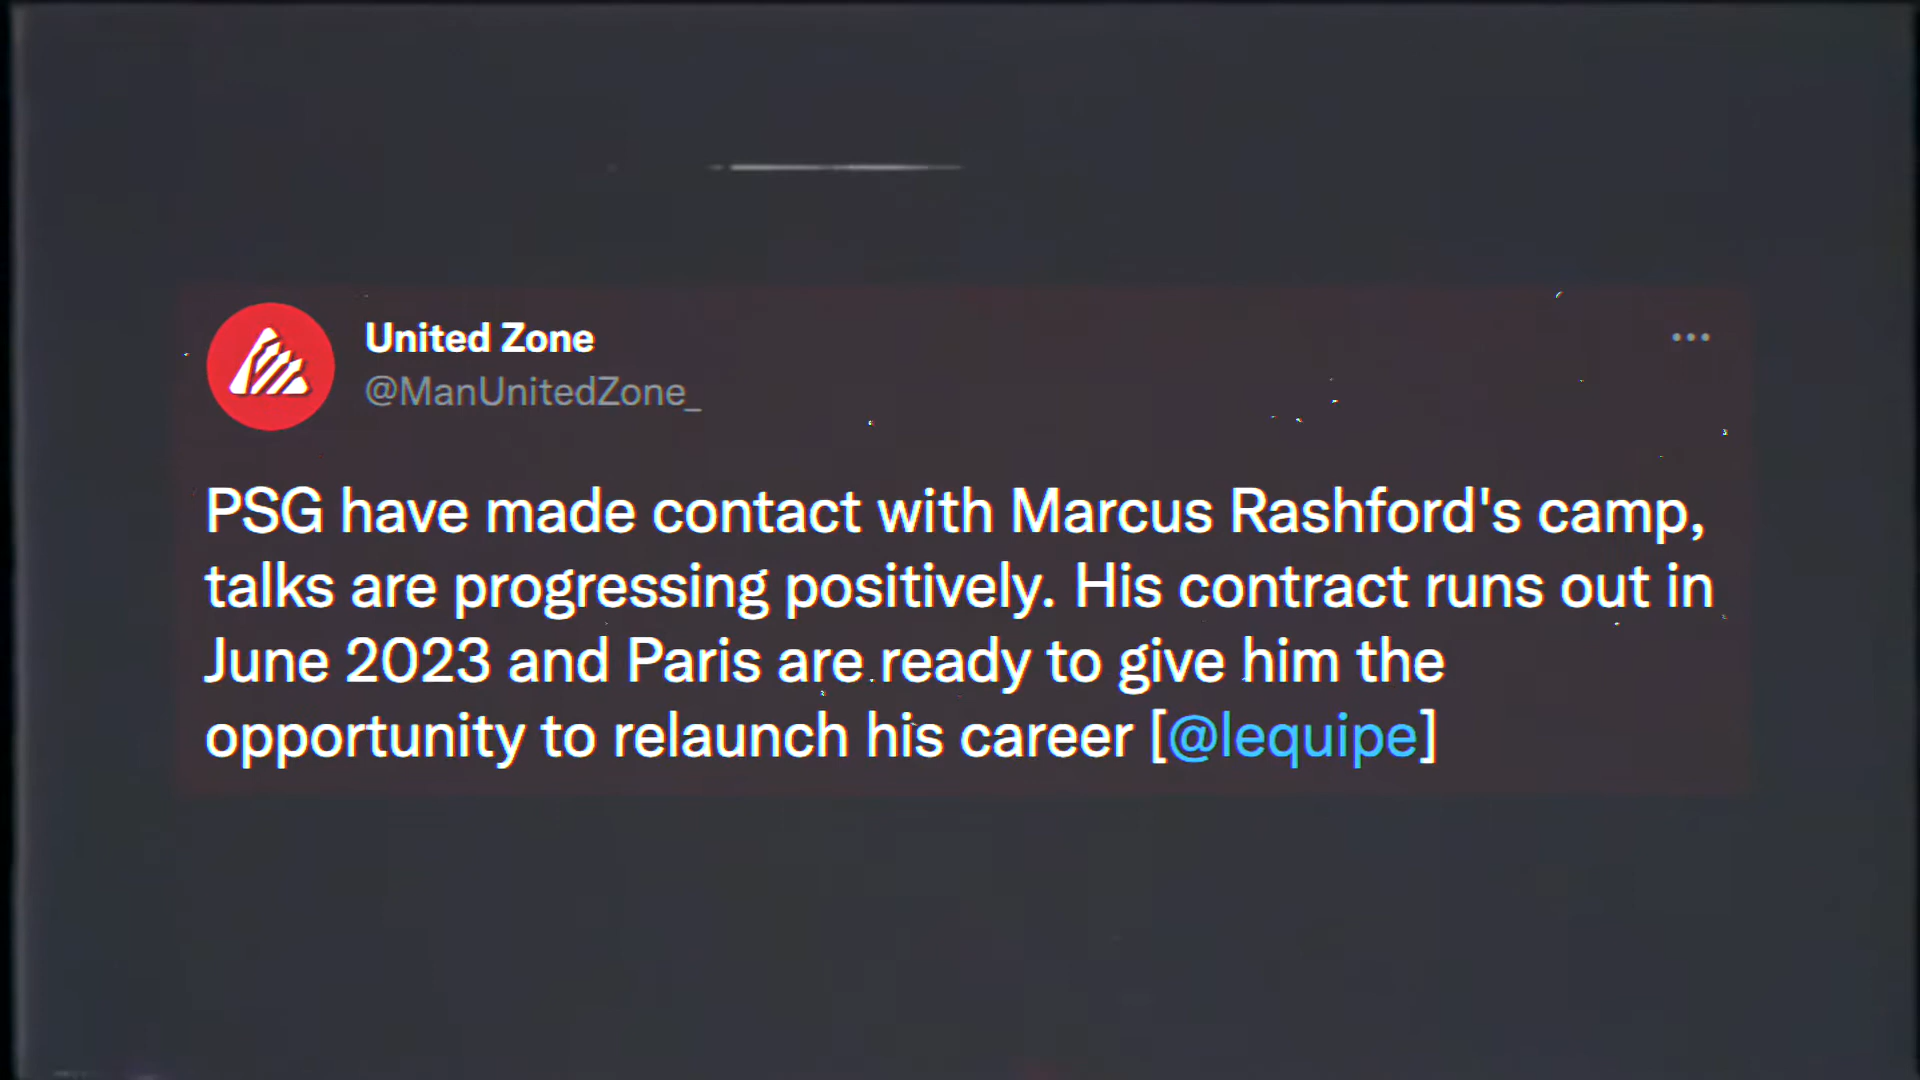 United Zone
@ManUnitedZone_
PSG have made contact with Marcus Rashford's camp,
talks are progressing positively. His contract runs out in
June 2023 and Paris are ready to give him the
opportunity to relaunch his career [@lequipe]